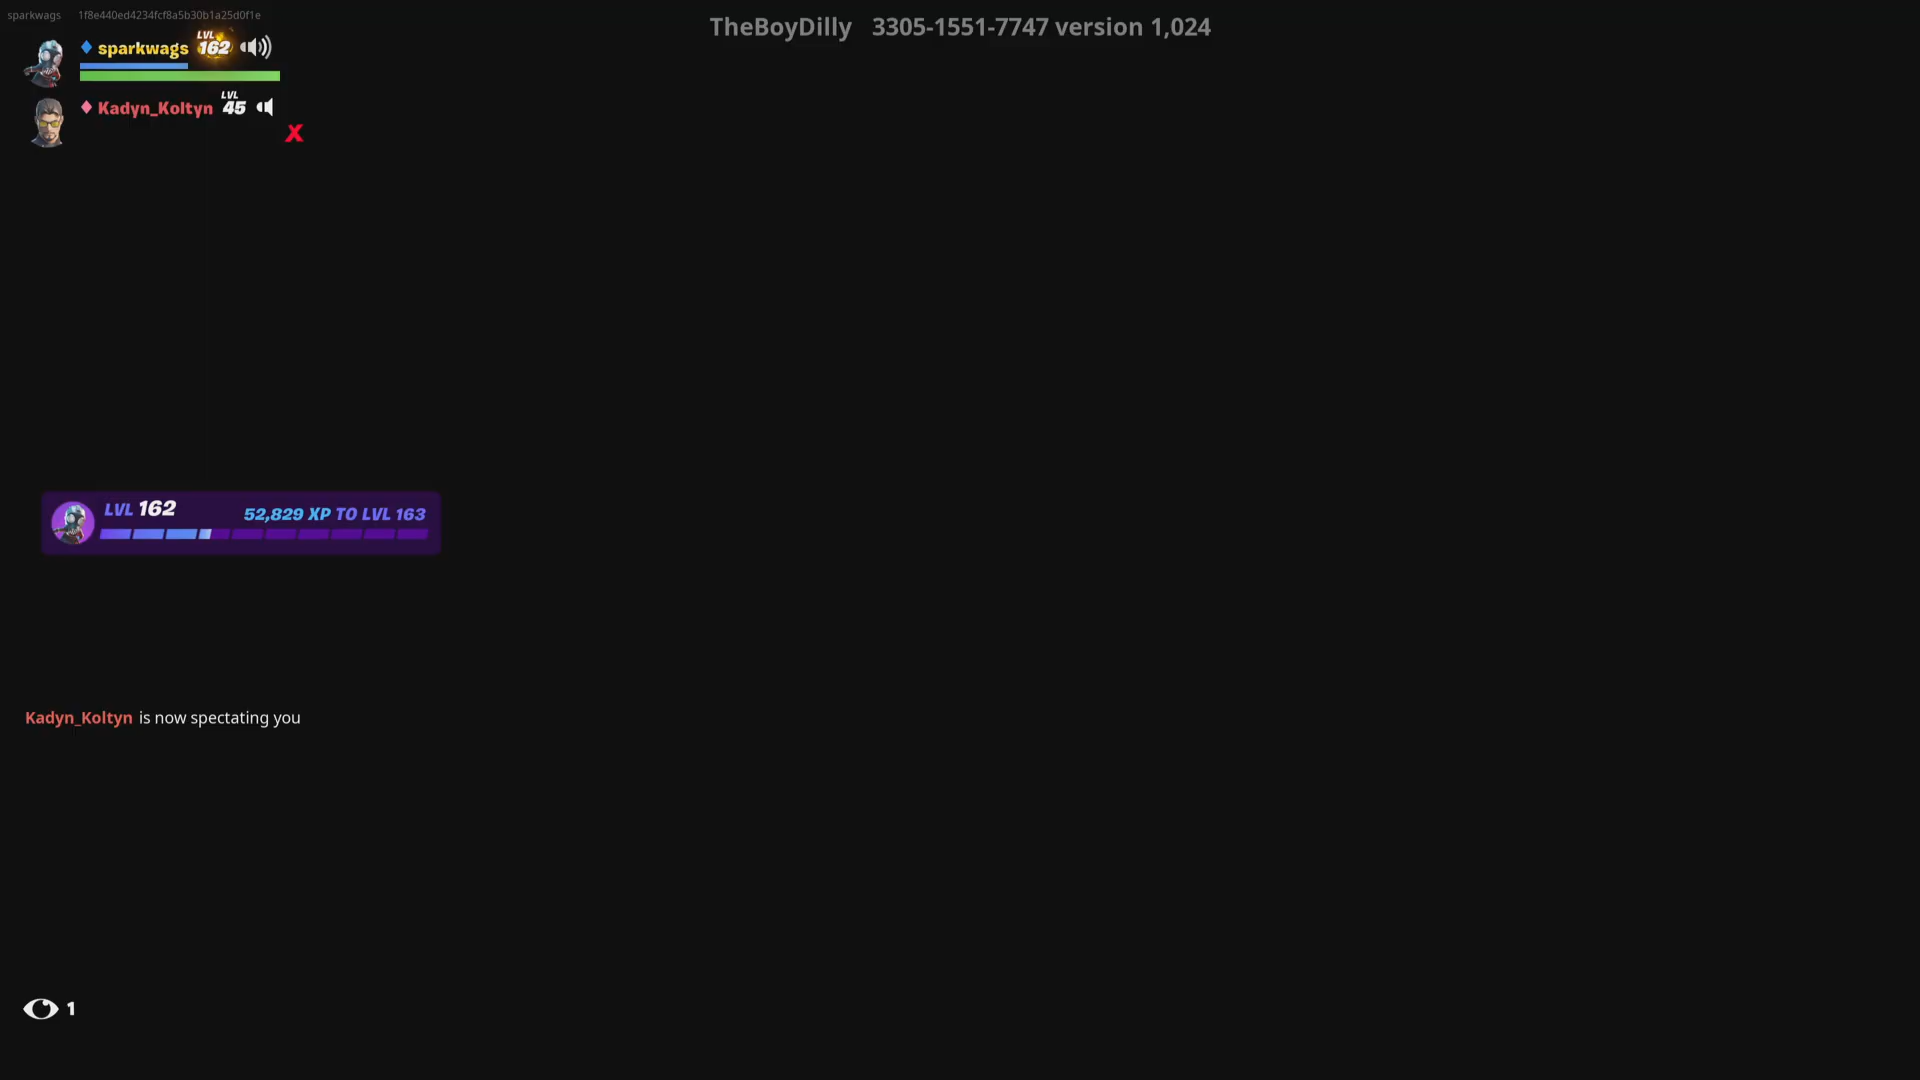 sparkwags 1f8e440ed4234fcf8a5b30b1a25d0f1e
TheBoyDilly 3305-1551-7747 version 1,024
sparkwags LVL 162
Kadyn_Koltyn LVL 45
X
LVL 162 52,829 XP TO LVL 163
Kadyn_Koltyn is now spectating you
1